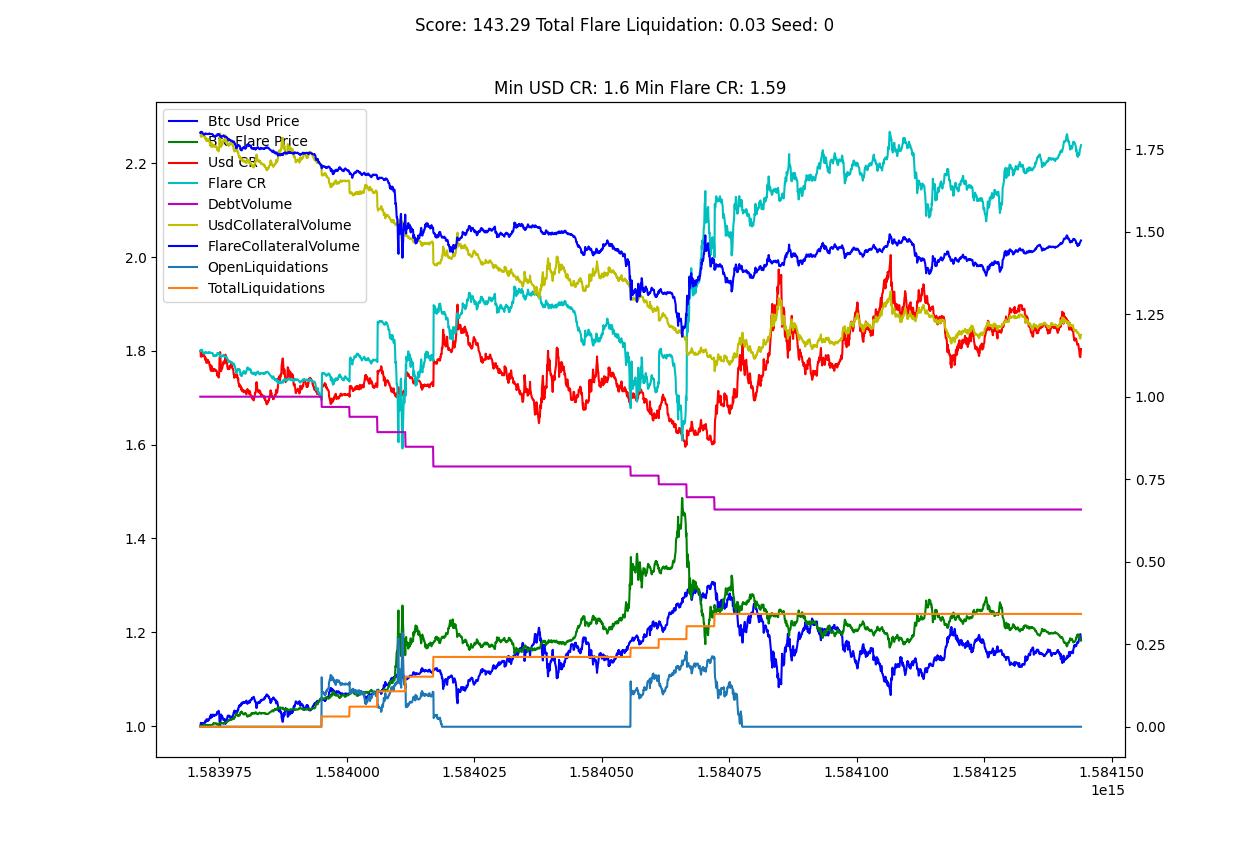 Score: 143.29 Total Flare Liquidation: 0.03 Seed: 0
Min USD CR: 1.6 Min Flare CR: 1.59
Btc Usd Price
Btc Flare Price
Usd CR
Flare CR
DebtVolume
UsdCollateralVolume
FlareCollateralVolume
OpenLiquidations
TotalLiquidations
2.2
2.0
1.8
1.6
1.4
1.2
1.0
1.75
1.50
1.25
1.00
0.75
0.50
0.25
0.00
1.583975 1.584000 1.584025 1.584050 1.584075 1.584100 1.584125 1.584150
1e15